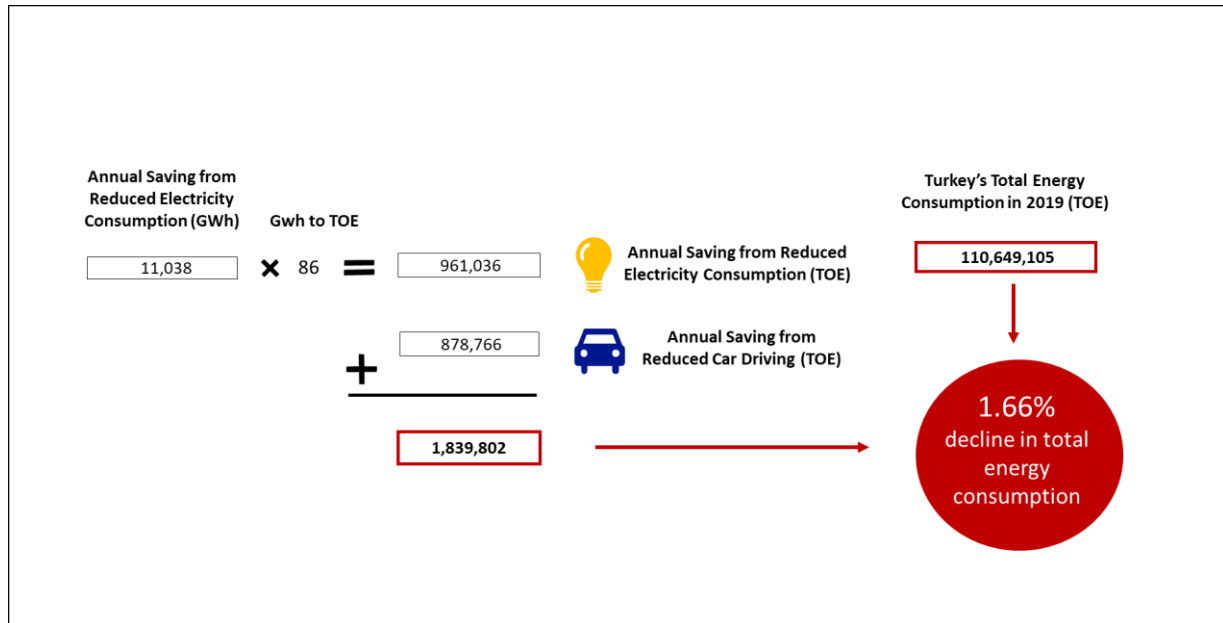 Annual Saving from
Reduced Electricity
Consumption (GWh)
Gwh to TOE
11,038
× 86 =
961,036
Annual Saving from Reduced
Electricity Consumption (TOE)
Turkey's Total Energy
Consumption in 2019 (TOE)
110,649,105
+
878,766
Annual Saving from
Reduced Car Driving (TOE)
1,839,802
1.66%
decline in total
energy
consumption